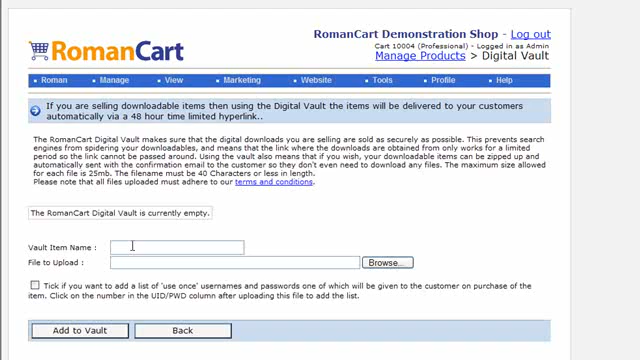 RomanCart Demonstration Shop - Log out
Cart 10004 (Professional) - Logged in as Admin
RomanCart
Manage Products > Digital Vault
Roman Manage View Marketing Website Tools Profile Help
If you are selling downloadable items then using the Digital Vault the items will be delivered to your customers
automatically via a 48 hour time limited hyperlink..
The RomanCart Digital Vault makes sure that the digital downloads you are selling are sold as securely as possible. This prevents search
engines from spidering your downloadables, and means that the link where the downloads are obtained from only works for a limited
period so the link cannot be passed around. Using the vault also means that if you wish, your downloadable items can be zipped up and
automatically sent with the confirmation email to the customer so they don't even need to download any files. The maximum size allowed
for each file is 25mb. The filename must be 40 Characters or less in length.
Please note that all files uploaded must adhere to our terms and conditions.
The RomanCart Digital Vault is currently empty.
Vault Item Name :
File to Upload : Browse...
Tick if you want to add a list of 'use once' usernames and passwords one of which will be given to the customer on purchase of the
item. Click on the number in the UID/PWD column after uploading this file to add the list.
Add to Vault Back